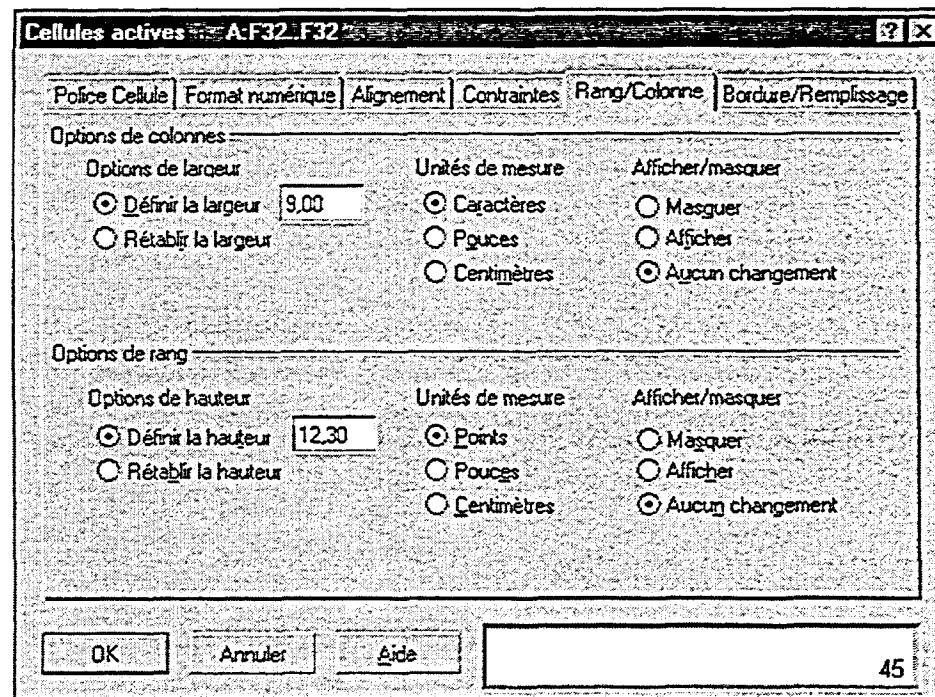 Cellules actives A:F32..F32
Police Cellule Format numérique Alignement Contraintes Rang/Colonne Bordure/Remplissage
Options de colonnes
Options de largeur Unités de mesure Afficher/masquer
Définir la largeur 9,00 Caractères Masquer
Rétablir la largeur Pouces Afficher
Centimètres Aucun changement
Options de rang
Options de hauteur Unités de mesure Afficher/masquer
Définir la hauteur 12,30 Points Masquer
Rétablir la hauteur Pouces Afficher
Centimètres Aucun changement
OK Annuler Aide 45